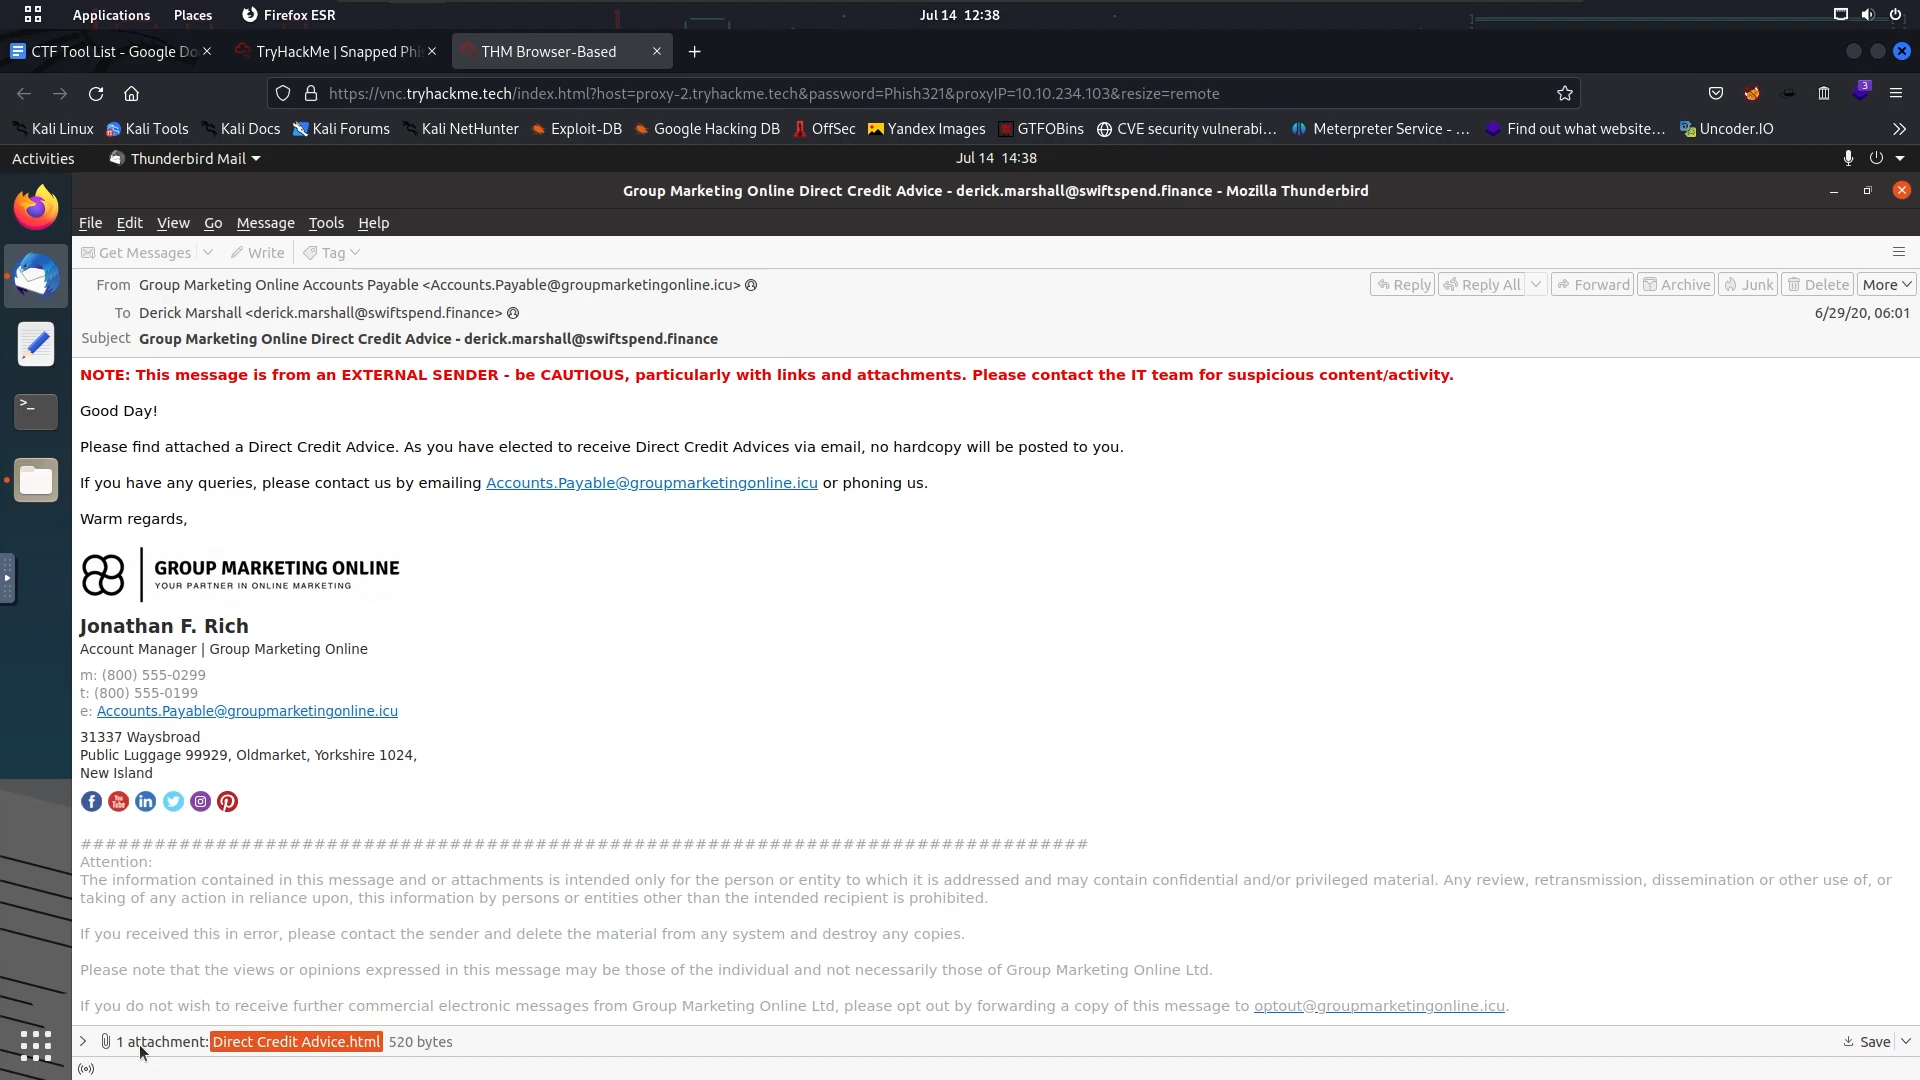 Applications Places Firefox ESR Jul 14 12:38
CTF Tool List - Google Do TryHackMe | Snapped Phi THM Browser-Based
https://vnc.tryhackme.tech/index.html?host=proxy-2.tryhackme.tech&password=Phish321&proxyIP=10.10.234.103&resize=remote 3
Kali Linux Kali Tools Kali Docs Kali Forums Kali NetHunter Exploit-DB Google Hacking DB OffSec Yandex Images GTFOBins CVE security vulnerabi... Meterpreter Service - ... Find out what website... Uncoder.IO
Activities Thunderbird Mail Jul 14 14:38
Group Marketing Online Direct Credit Advice - derick.marshall@swiftspend.finance - Mozilla Thunderbird
File Edit View Go Message Tools Help
Get Messages Write Tag
From Group Marketing Online Accounts Payable <Accounts.Payable@groupmarketingonline.icu> Reply Reply All Forward Archive Junk Delete More
To Derick Marshall <derick.marshall@swiftspend.finance> 6/29/20, 06:01
Subject Group Marketing Online Direct Credit Advice - derick.marshall@swiftspend.finance
NOTE: This message is from an EXTERNAL SENDER - be CAUTIOUS, particularly with links and attachments. Please contact the IT team for suspicious content/activity.
Good Day!
Please find attached a Direct Credit Advice. As you have elected to receive Direct Credit Advices via email, no hardcopy will be posted to you.
If you have any queries, please contact us by emailing Accounts.Payable@groupmarketingonline.icu or phoning us.
Warm regards,
GROUP MARKETING ONLINE
YOUR PARTNER IN ONLINE MARKETING
Jonathan F. Rich
Account Manager | Group Marketing Online
m: (800) 555-0299
t: (800) 555-0199
e: Accounts.Payable@groupmarketingonline.icu
31337 Waysbroad
Public Luggage 99929, Oldmarket, Yorkshire 1024,
New Island
################################################################################
Attention:
The information contained in this message and or attachments is intended only for the person or entity to which it is addressed and may contain confidential and/or privileged material. Any review, retransmission, dissemination or other use of, or
taking of any action in reliance upon, this information by persons or entities other than the intended recipient is prohibited.
If you received this in error, please contact the sender and delete the material from any system and destroy any copies.
Please note that the views or opinions expressed in this message may be those of the individual and not necessarily those of Group Marketing Online Ltd.
If you do not wish to receive further commercial electronic messages from Group Marketing Online Ltd, please opt out by forwarding a copy of this message to optout@groupmarketingonline.icu.
1 attachment: Direct Credit Advice.html 520 bytes Save